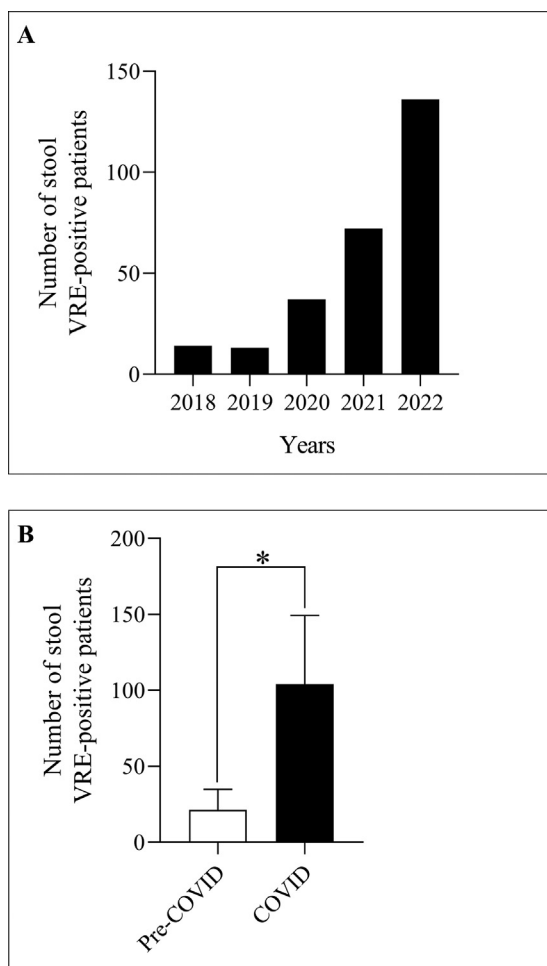 A
Number of stool
VRE-positive patients
150
100
50
0
2018 2019 2020 2021 2022
Years
B
Number of stool
VRE-positive patients
200
150
100
50
0
*
Pre-COVID
COVID